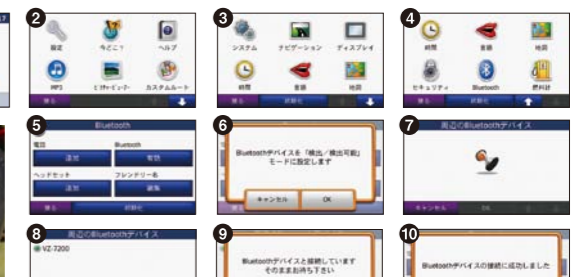 2
設定
今どこ？
ヘルプ
MP3
ピクチャービューア
カスタムルート
戻る
3
システム
ナビゲーション
ディスプレイ
時間
言語
地図
戻る
初期化
4
時間
言語
地図
セキュリティ
Bluetooth
燃料計
戻る
初期化
5
Bluetooth
電話
Bluetooth
追加
有効
ヘッドセット
フレンドリー名
追加
編集
戻る
初期化
6
Bluetoothデバイスを「検出／検出可能」
モードに設定します
キャンセル
OK
7
周辺のBluetoothデバイス
キャンセル
OK
8
周辺のBluetoothデバイス
VZ-7200
9
Bluetoothデバイスと接続しています
そのままお待ち下さい
10
Bluetoothデバイスの接続に成功しました